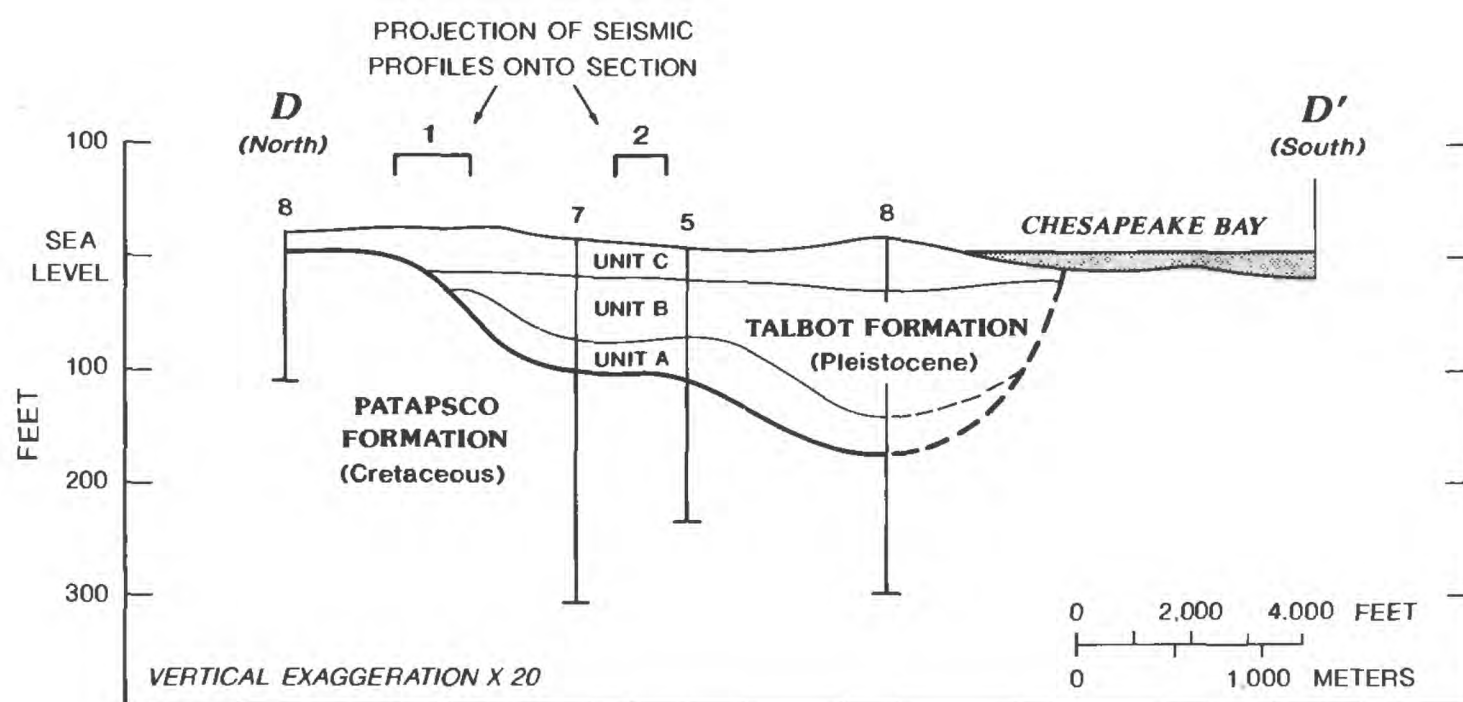 PROJECTION OF SEISMIC
PROFILES ONTO SECTION
D
(North)
1
2
D'
(South)
100
8
7
5
8
SEA
LEVEL
CHESAPEAKE BAY
UNIT C
UNIT B
TALBOT FORMATION
(Pleistocene)
UNIT A
100
PATAPSCO
FORMATION
(Cretaceous)
FEET
200
300
0 2,000 4.000 FEET
0 1,000 METERS
VERTICAL EXAGGERATION X 20